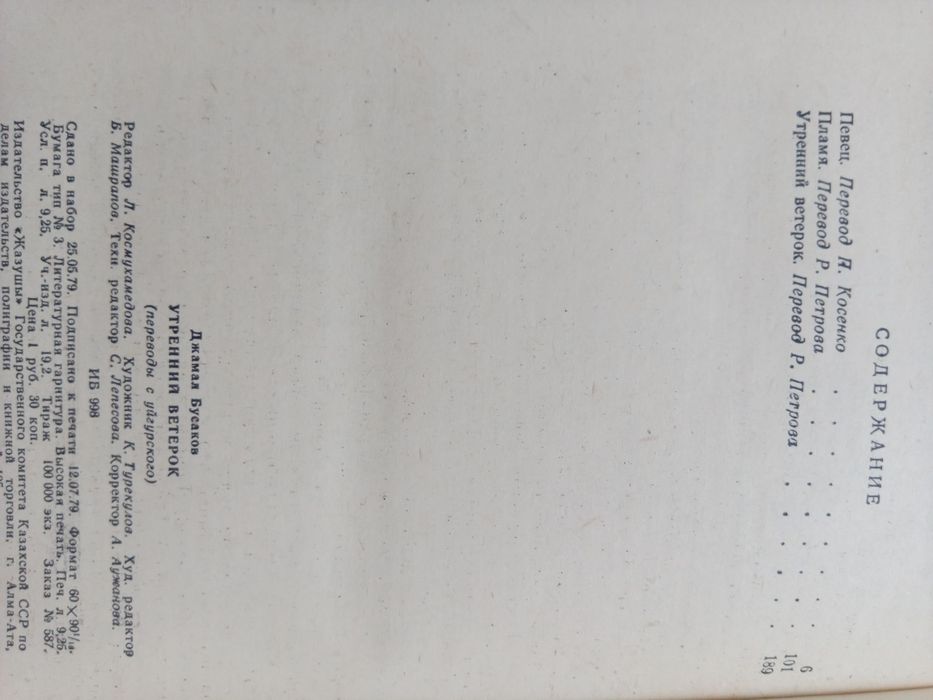 СОДЕРЖАНИЕ
Певец. Перевод П. Косенко . . . . . . 6
Пламя. Перевод Р. Петрова . . . . . . 101
Утренний ветерок. Перевод Р. Петрова . . . . . 189
Джамал Бусаков
УТРЕННИЙ ВЕТЕРОК
(переводы с уйгурского)
Редактор Л. Космухамедова. Художник К. Турекулов. Худ. редактор
Б. Машрапов. Техн. редактор С. Лепесова. Корректор А. Аужанова.
ИБ 998
Сдано в набор 25.05.79. Подписано к печати 12.07.79. Формат 60×90¹/₁₆.
Бумага тип № 3. Литературная гарнитура. Высокая печать. Печ. л. 9,25.
Усл. п. л. 9,25. Уч.-изд. л. 19,2. Тираж 100 000 экз. Заказ № 587.
Цена 1 руб. 30 коп.
Издательство «Жазушы» Государственного комитета Казахской ССР по
делам издательств, полиграфии и книжной торговли, г. Алма-Ата,